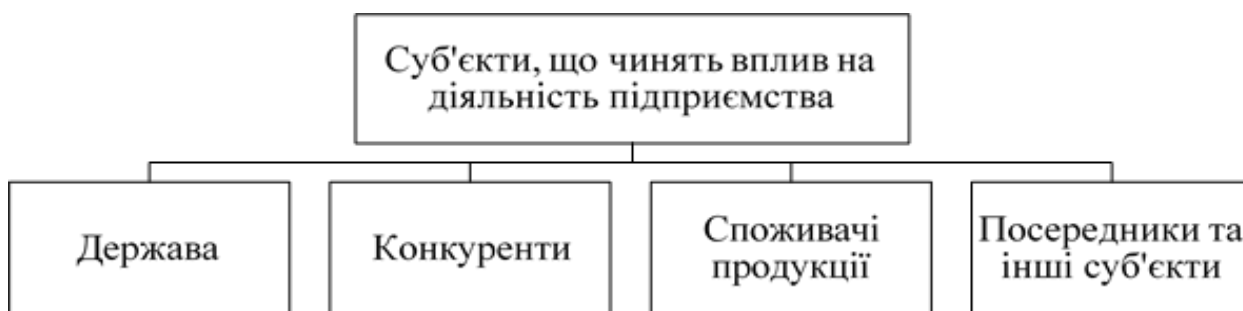 Суб'єкти, що чинять вплив на
діяльність підприємства
Держава
Конкуренти
Споживачі
продукції
Посередники та
інші суб'єкти